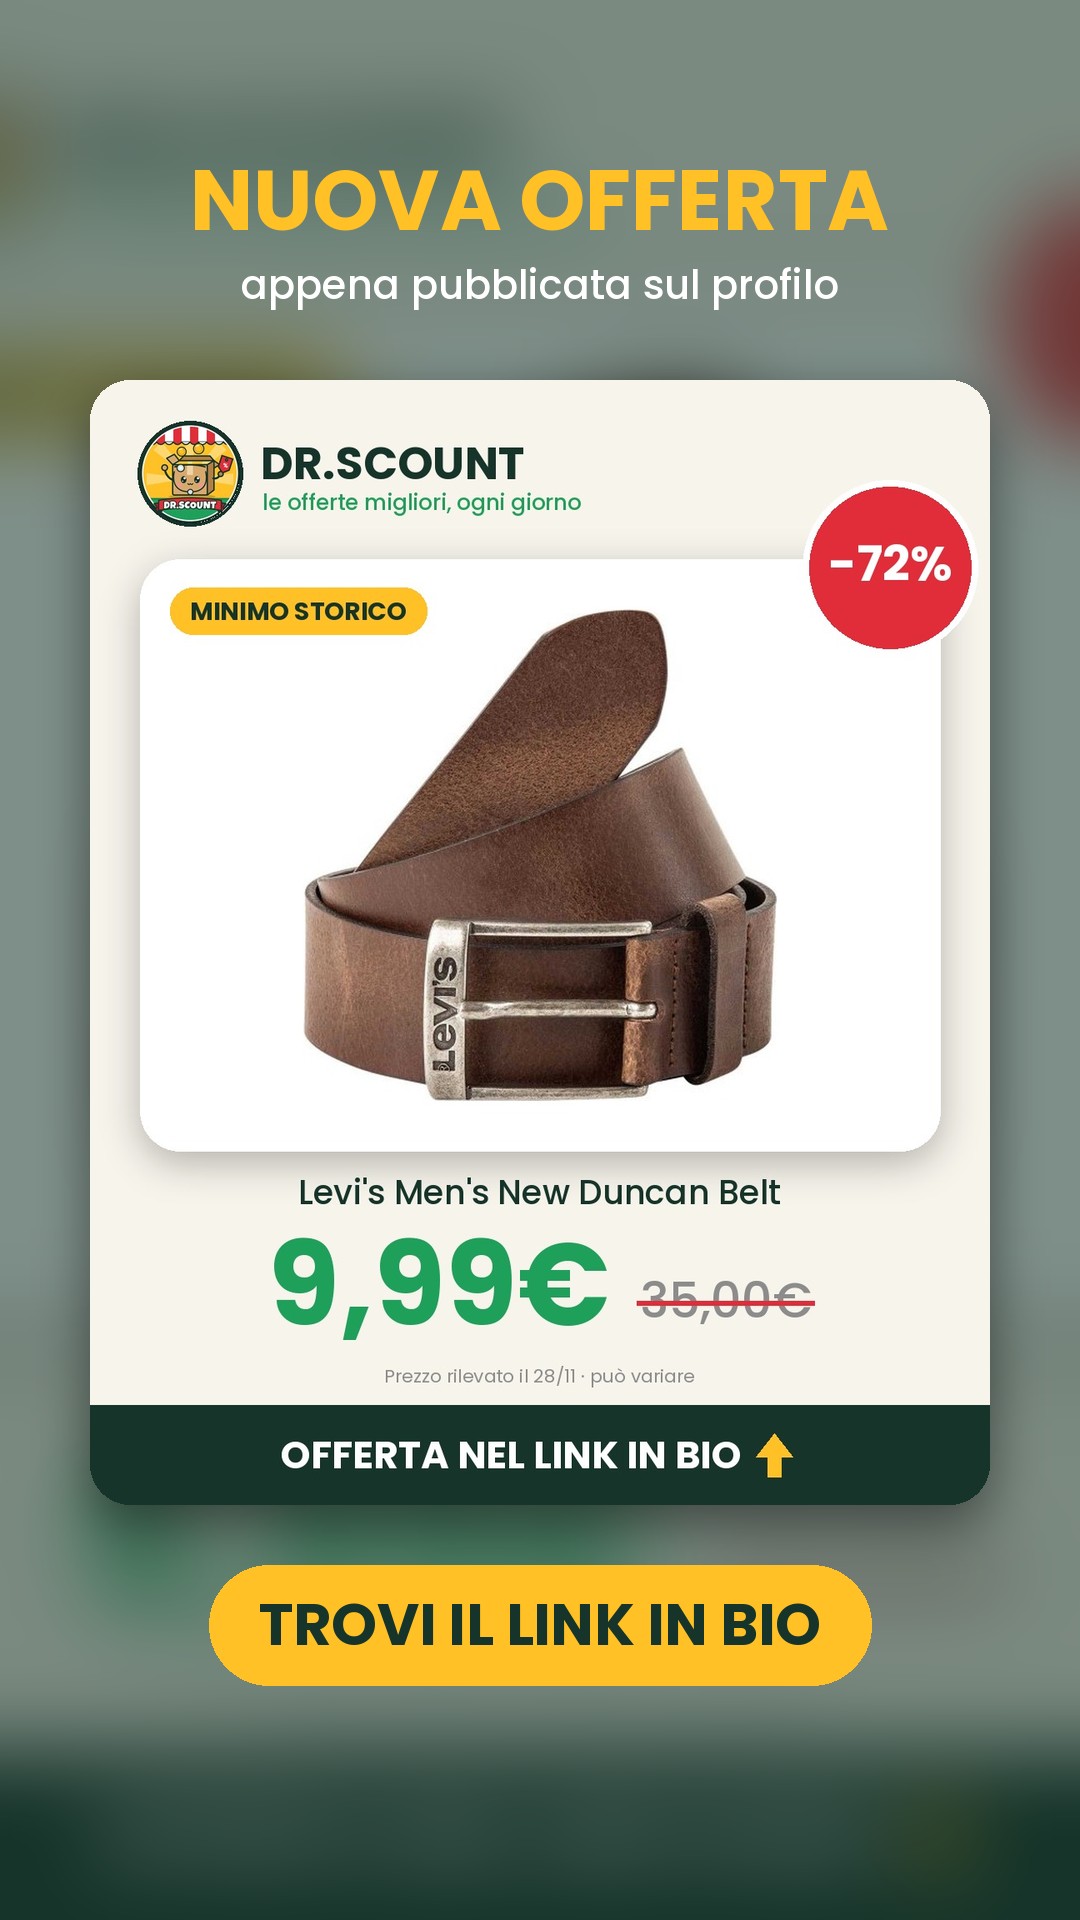 NUOVA OFFERTA
appena pubblicata sul profilo
DR.SCOUNT
le offerte migliori, ogni giorno
DR.SCOUNT
-72%
MINIMO STORICO
Levi's
Levi's Men's New Duncan Belt
9,99€ 35,00€
Prezzo rilevato il 28/11 · può variare
OFFERTA NEL LINK IN BIO
TROVI IL LINK IN BIO